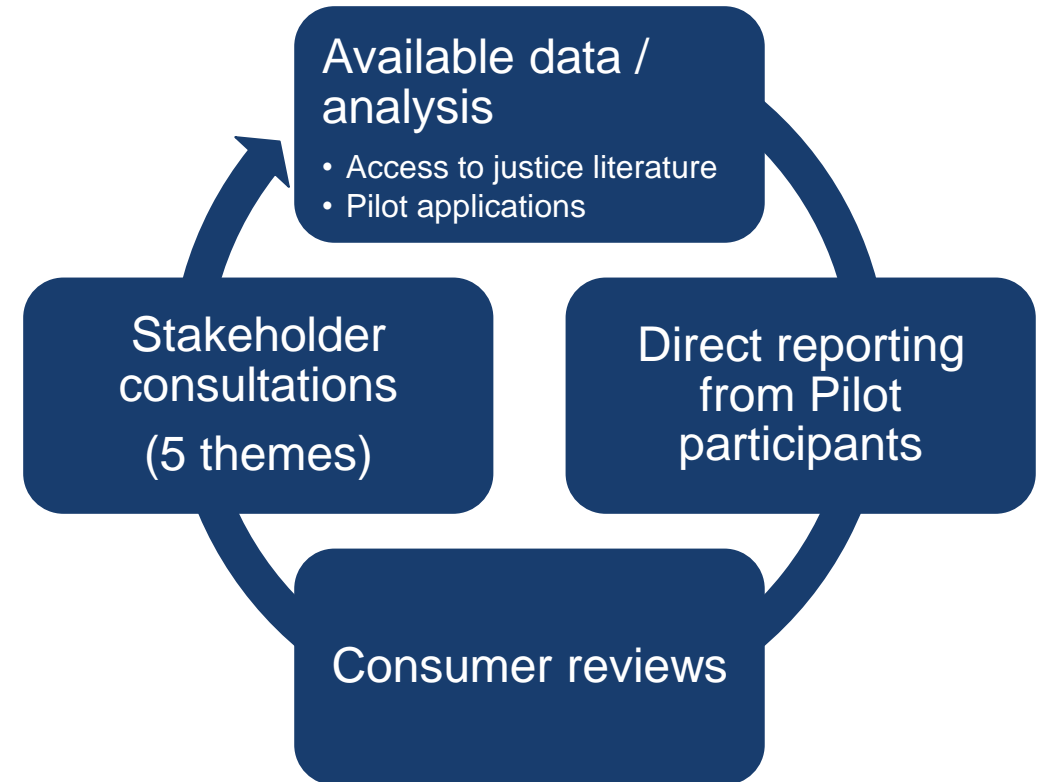 Available data /
analysis
• Access to justice literature
• Pilot applications
Stakeholder
consultations
(5 themes)
Direct reporting
from Pilot
participants
Consumer reviews